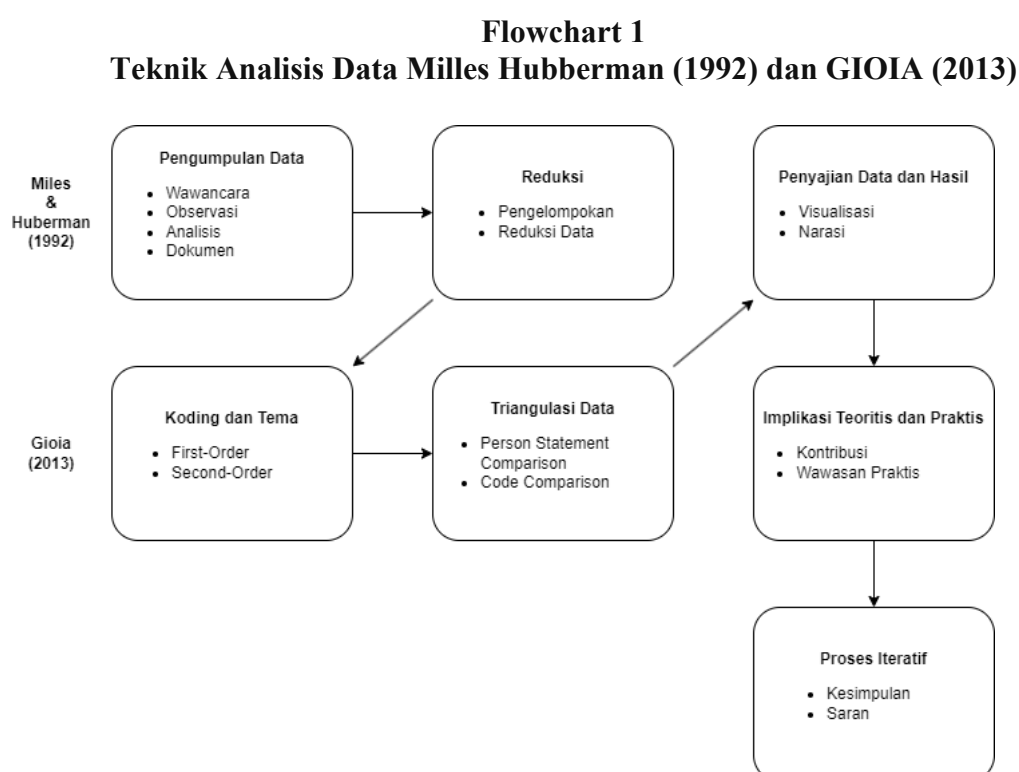 Flowchart 1
Teknik Analisis Data Milles Hubberman (1992) dan GIOIA (2013)
Miles
&
Huberman
(1992)
Pengumpulan Data
• Wawancara
• Observasi
• Analisis
• Dokumen
Reduksi
• Pengelompokan
• Reduksi Data
Penyajian Data dan Hasil
• Visualisasi
• Narasi
Gioia
(2013)
Koding dan Tema
• First-Order
• Second-Order
Triangulasi Data
• Person Statement
Comparison
• Code Comparison
Implikasi Teoritis dan Praktis
• Kontribusi
• Wawasan Praktis
Proses Iteratif
• Kesimpulan
• Saran